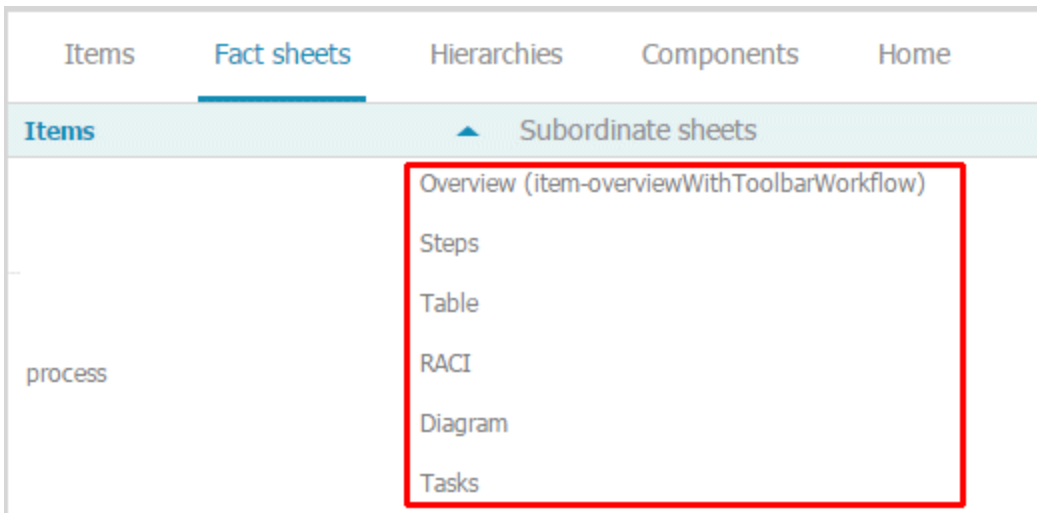 Items Fact sheets Hierarchies Components Home
Items Subordinate sheets
Overview (item-overviewWithToolbarWorkflow)
Steps
Table
process
RACI
Diagram
Tasks